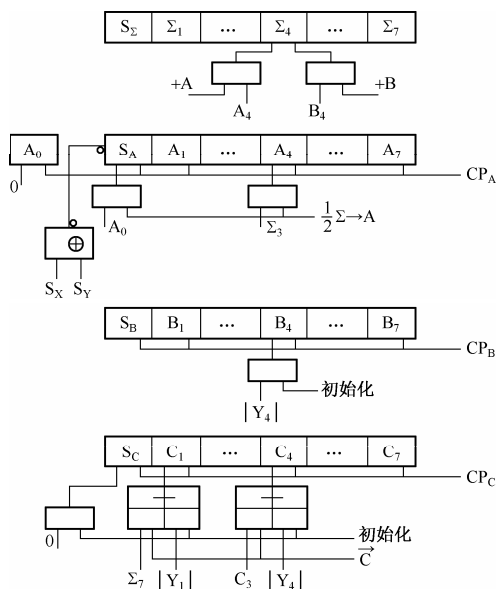 S_Σ Σ_1 … Σ_4 … Σ_7
+A A_4 B_4 +B
A_0 S_A A_1 … A_4 … A_7
CP_A
0 A_0 Σ_3 \frac{1}{2}Σ→A
⊕
S_X S_Y
S_B B_1 … B_4 … B_7
CP_B
初始化
|Y_4|
S_C C_1 … C_4 … C_7
CP_C
0 初始化
\overrightarrow{C}
Σ_7 |Y_1| C_3 |Y_4|